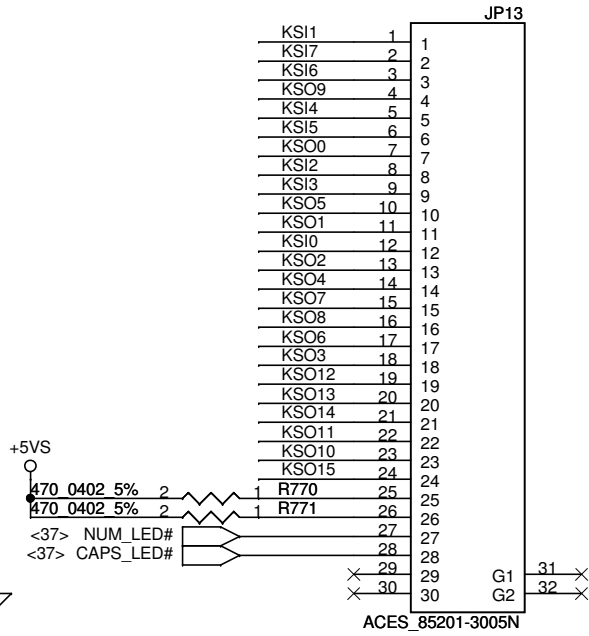 JP13
KSI1 1 1
KSI7 2 2
KSI6 3 3
KSO9 4 4
KSI4 5 5
KSI5 6 6
KSO0 7 7
KSI2 8 8
KSI3 9 9
KSO5 10 10
KSO1 11 11
KSI0 12 12
KSO2 13 13
KSO4 14 14
KSO7 15 15
KSO8 16 16
KSO6 17 17
KSO3 18 18
KSO12 19 19
KSO13 20 20
KSO14 21 21
KSO11 22 22
KSO10 23 23
KSO15 24 24
+5VS
470_0402_5% 2 1 R770 25 25
470_0402_5% 2 1 R771 26 26
<37> NUM_LED# 27 27
<37> CAPS_LED# 28 28
29 29 G1 31
30 30 G2 32
ACES_85201-3005N